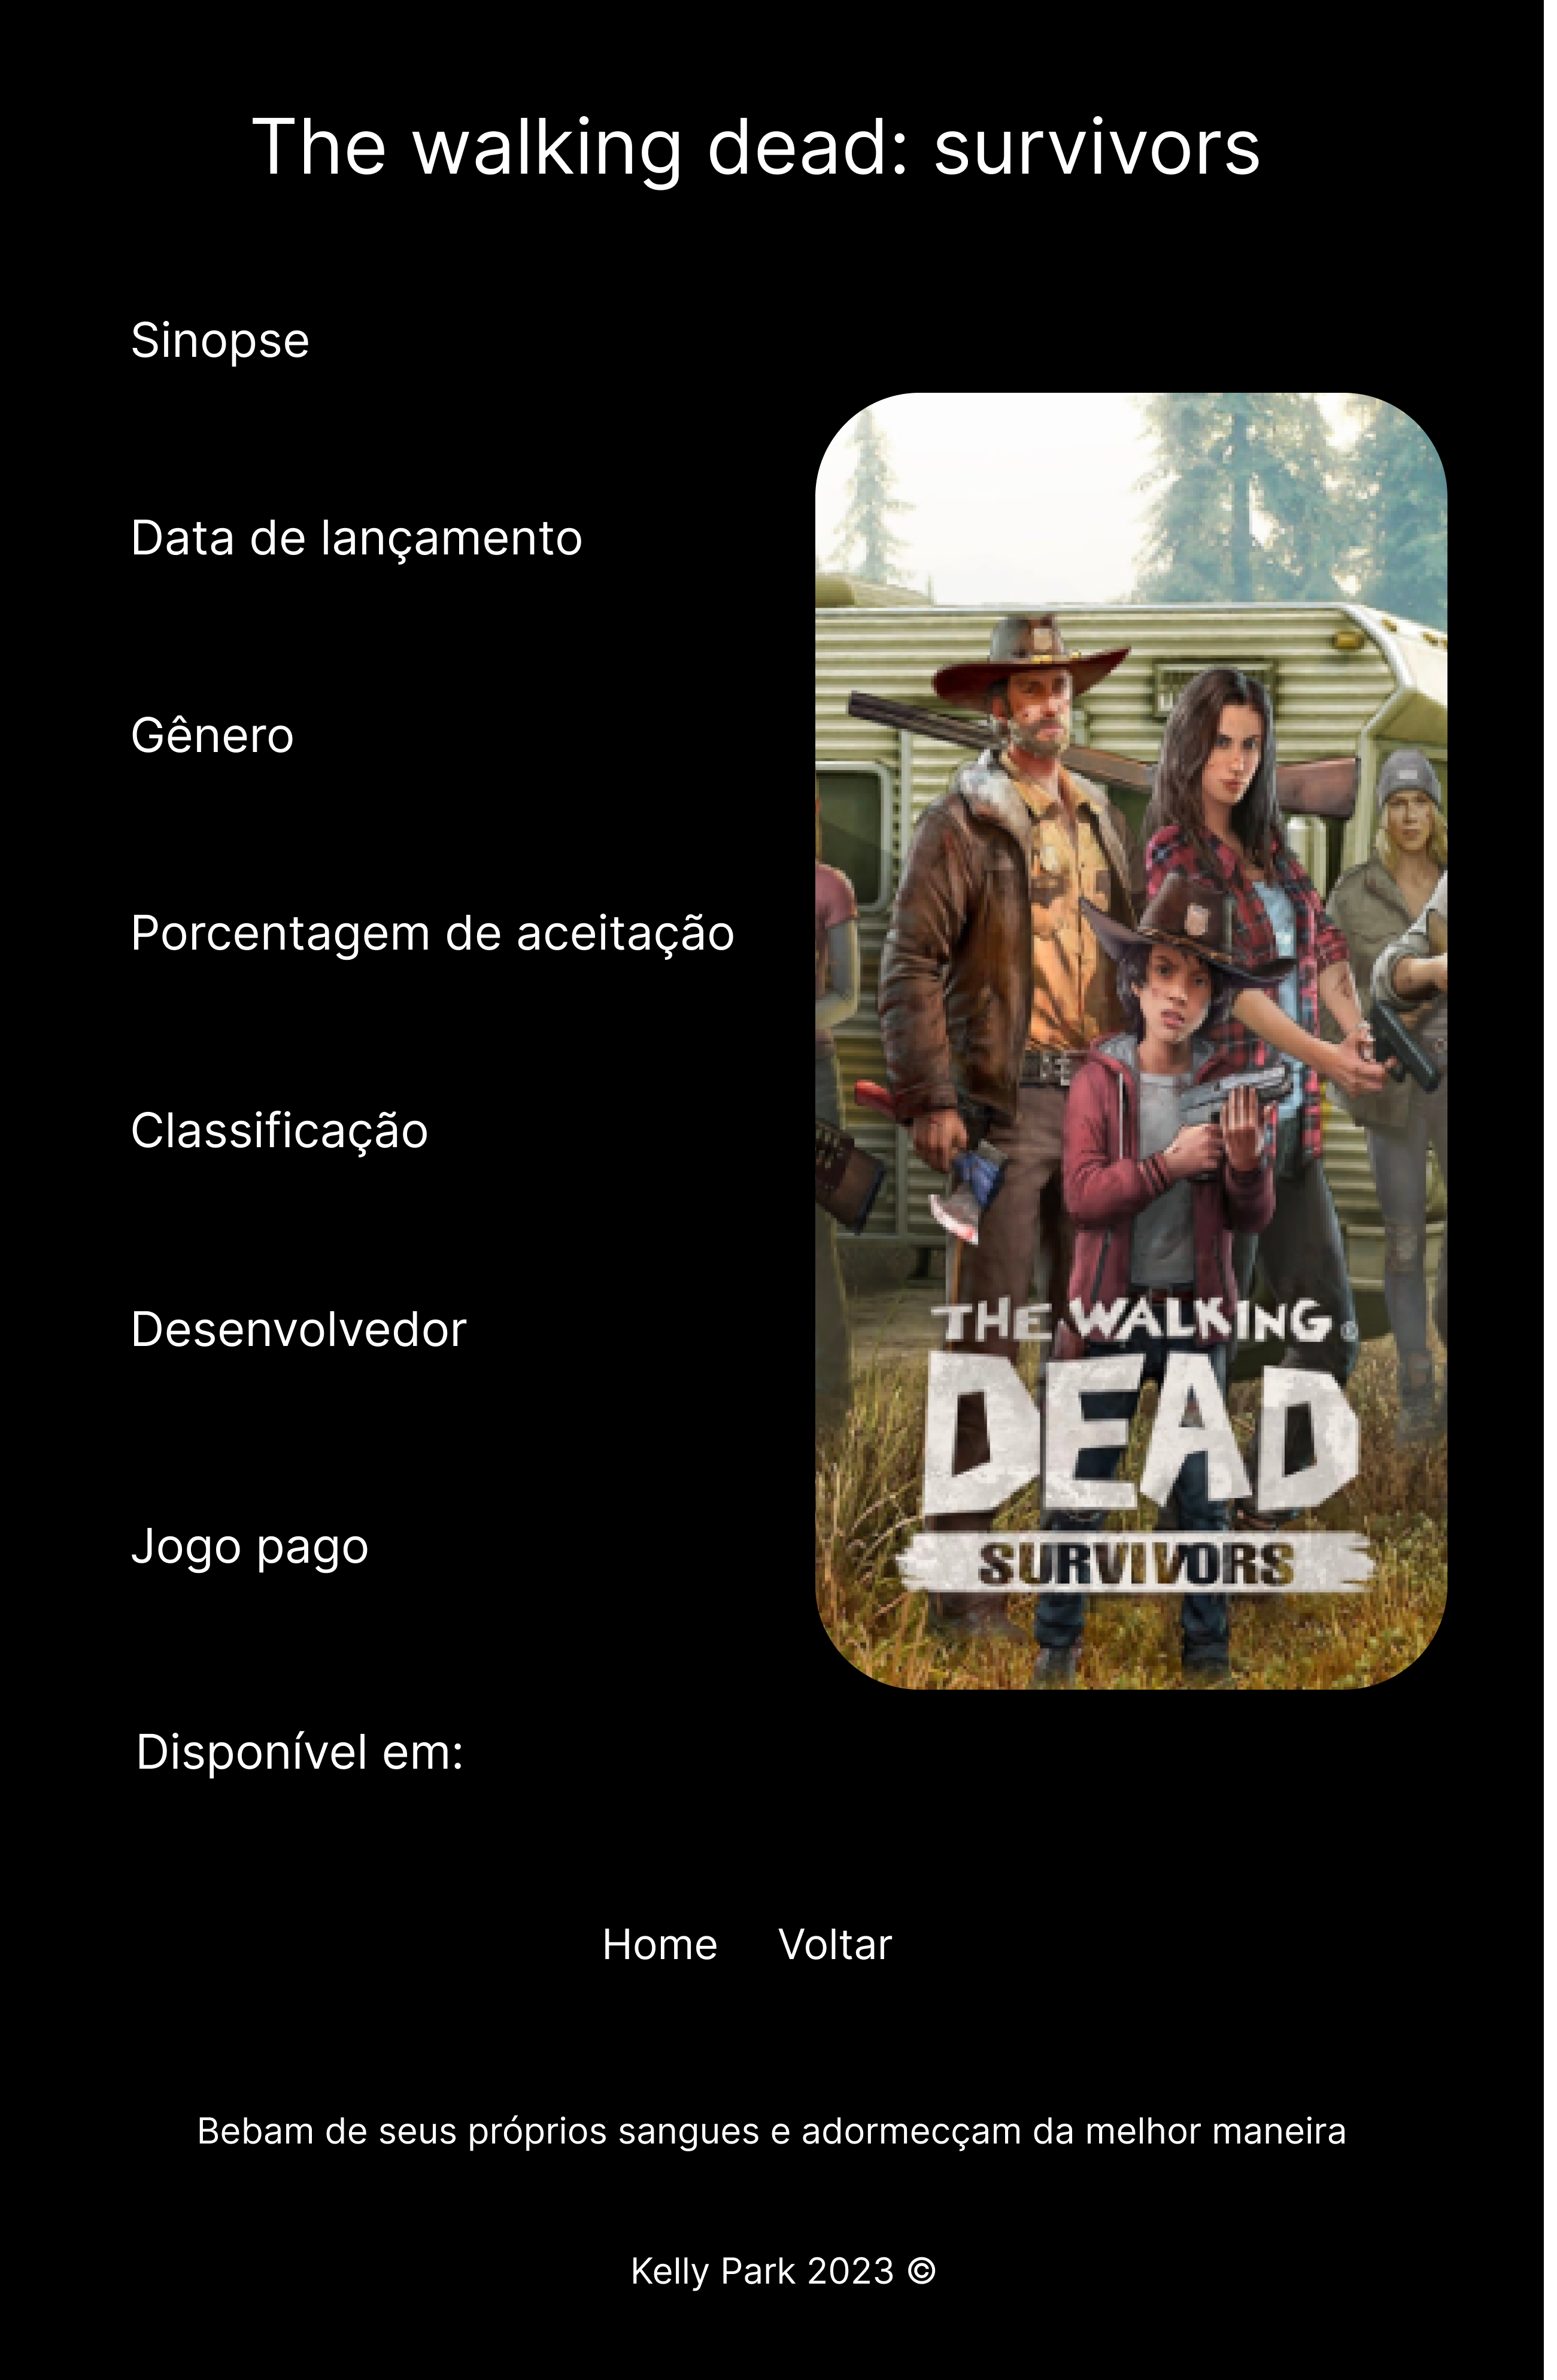 The walking dead: survivors
Sinopse
Data de lançamento
Gênero
Porcentagem de aceitação
Classificação
Desenvolvedor
Jogo pago
THE WALKING
DEAD
SURVIVORS
Disponível em:
Home Voltar
Bebam de seus próprios sangues e adormecçam da melhor maneira
Kelly Park 2023 ©